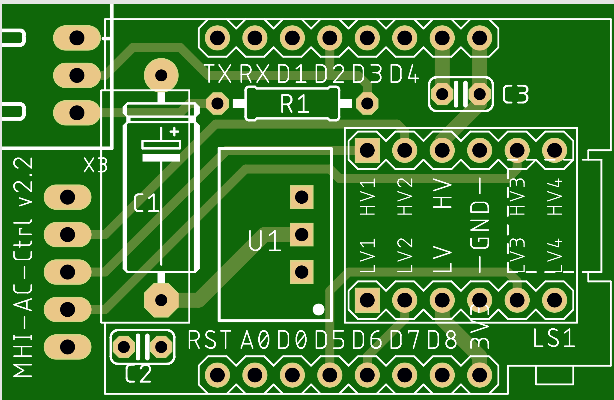 TX RX D1 D2 D3 D4
R1
C3
X3
+
C1
U1
HV1 HV2 HV HV3 HV4
LV1 LV2 LV -GND- LV3 LV4
MHI-AC-Ctrl v2.2
RST A0 D0 D5 D6 D7 D8 3V3
LS1
C2